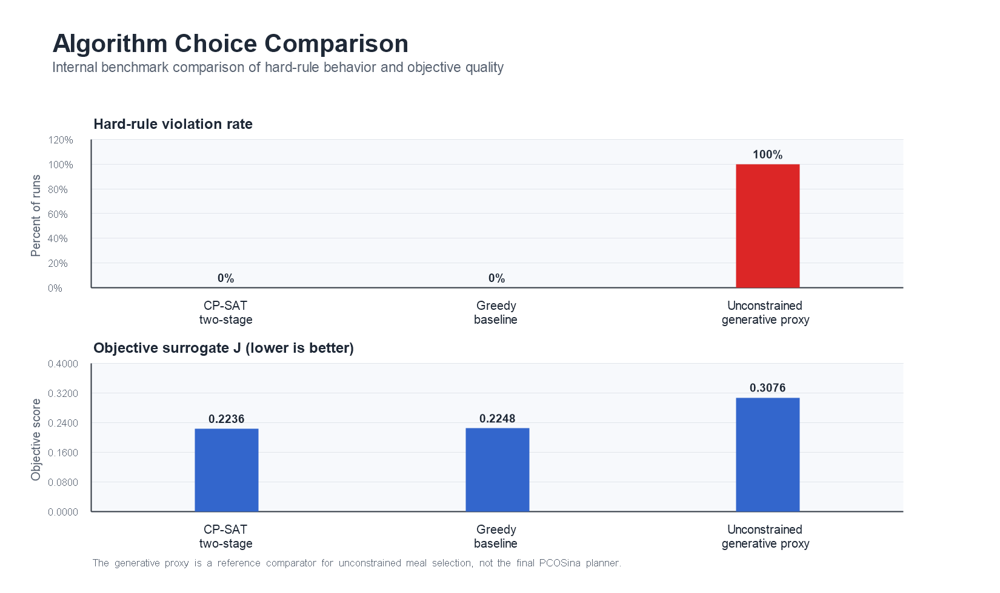 Algorithm Choice Comparison
Internal benchmark comparison of hard-rule behavior and objective quality
Hard-rule violation rate
Percent of runs
120%
100%
80%
60%
40%
20%
0%
0%
0%
100%
CP-SAT
two-stage
Greedy
baseline
Unconstrained
generative proxy
Objective surrogate J (lower is better)
Objective score
0.4000
0.3200
0.2400
0.1600
0.0800
0.0000
0.2236
0.2248
0.3076
CP-SAT
two-stage
Greedy
baseline
Unconstrained
generative proxy
The generative proxy is a reference comparator for unconstrained meal selection, not the final PCOSina planner.